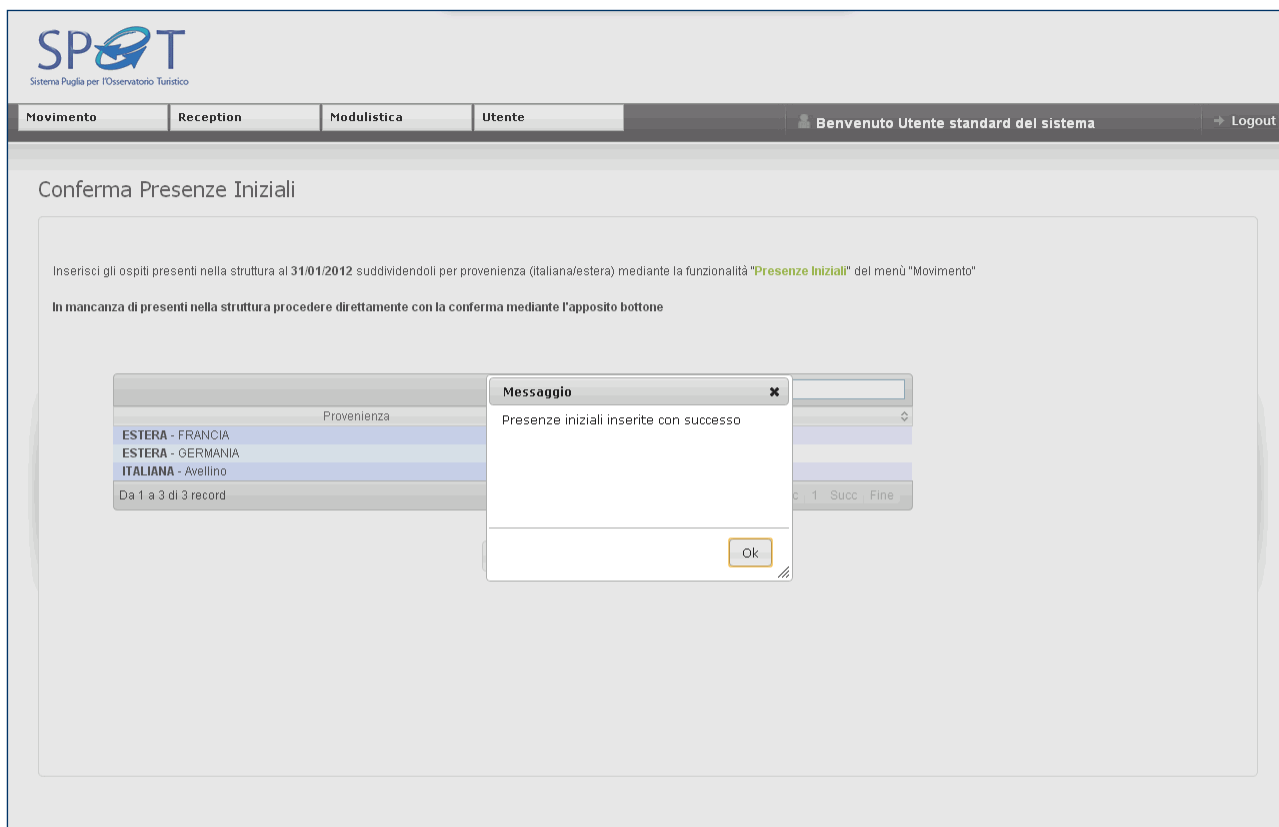 SPOT
Sistema Puglia per l'Osservatorio Turistico
Movimento Reception Modulistica Utente Benvenuto Utente standard del sistema Logout
Conferma Presenze Iniziali
Inserisci gli ospiti presenti nella struttura al 31/01/2012 suddividendoli per provenienza (italiana/estera) mediante la funzionalità "Presenze Iniziali" del menù "Movimento"
In mancanza di presenti nella struttura procedere direttamente con la conferma mediante l'apposito bottone
Messaggio
Presenze iniziali inserite con successo
Provenienza
ESTERA - FRANCIA
ESTERA - GERMANIA
ITALIANA - Avellino
Da 1 a 3 di 3 record 1 Succ Fine
Ok